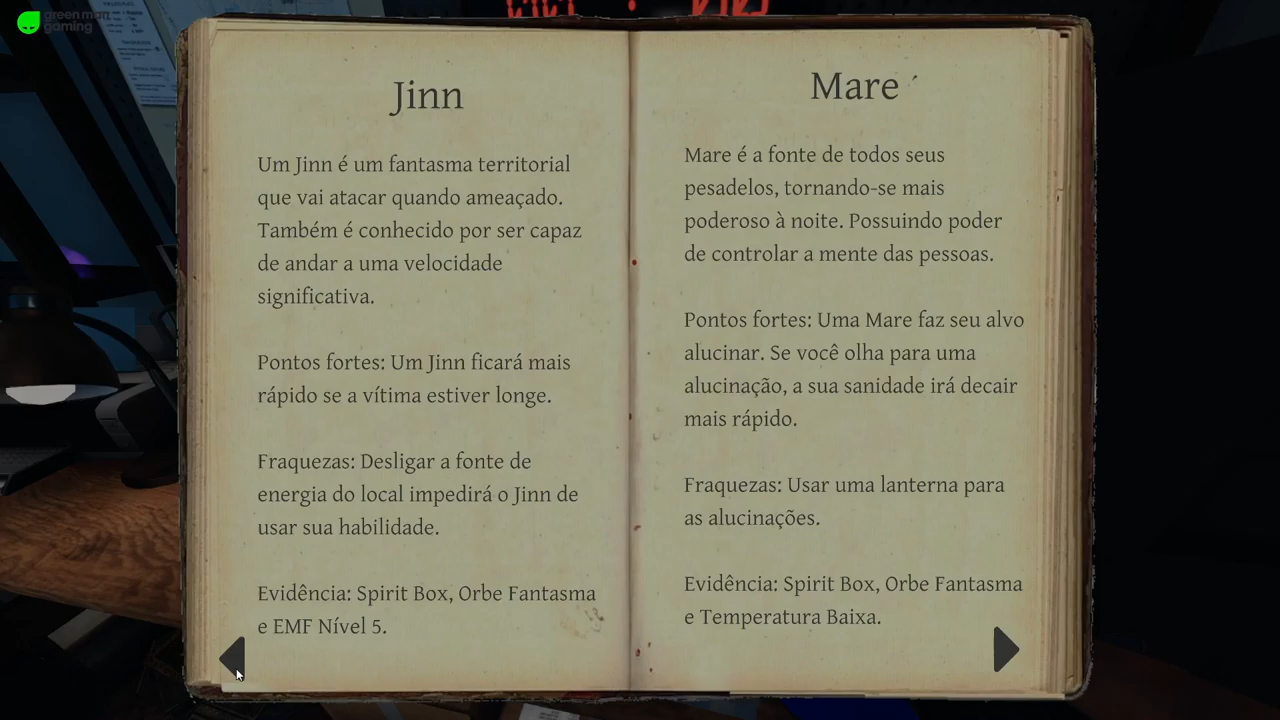 green man
gaming
Jinn
Um Jinn é um fantasma territorial
que vai atacar quando ameaçado.
Também é conhecido por ser capaz
de andar a uma velocidade
significativa.
Pontos fortes: Um Jinn ficará mais
rápido se a vítima estiver longe.
Fraquezas: Desligar a fonte de
energia do local impedirá o Jinn de
usar sua habilidade.
Evidência: Spirit Box, Orbe Fantasma
e EMF Nível 5.
Mare
Mare é a fonte de todos seus
pesadelos, tornando-se mais
poderoso à noite. Possuindo poder
de controlar a mente das pessoas.
Pontos fortes: Uma Mare faz seu alvo
alucinar. Se você olha para uma
alucinação, a sua sanidade irá decair
mais rápido.
Fraquezas: Usar uma lanterna para
as alucinações.
Evidência: Spirit Box, Orbe Fantasma
e Temperatura Baixa.